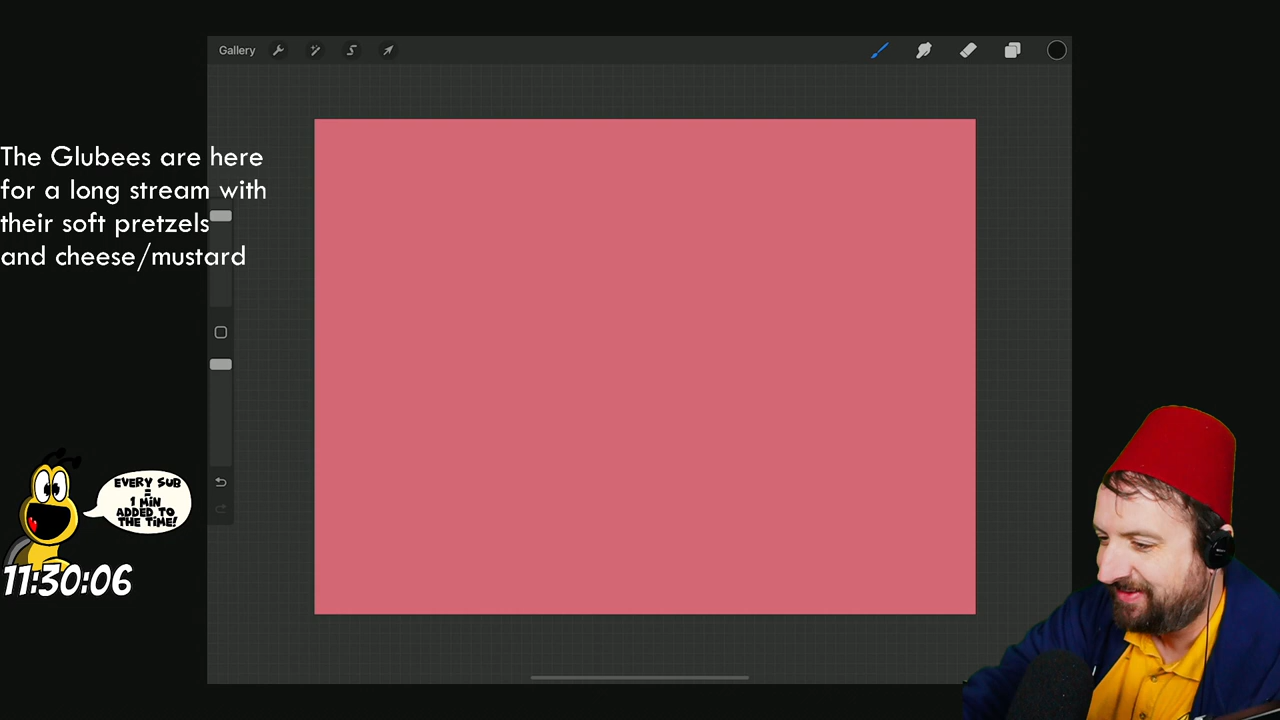 Gallery
The Glubees are here
for a long stream with
their soft pretzels
and cheese/mustard
EVERY SUB
=
1 MIN
ADDED TO
THE TIME!
11:30:06